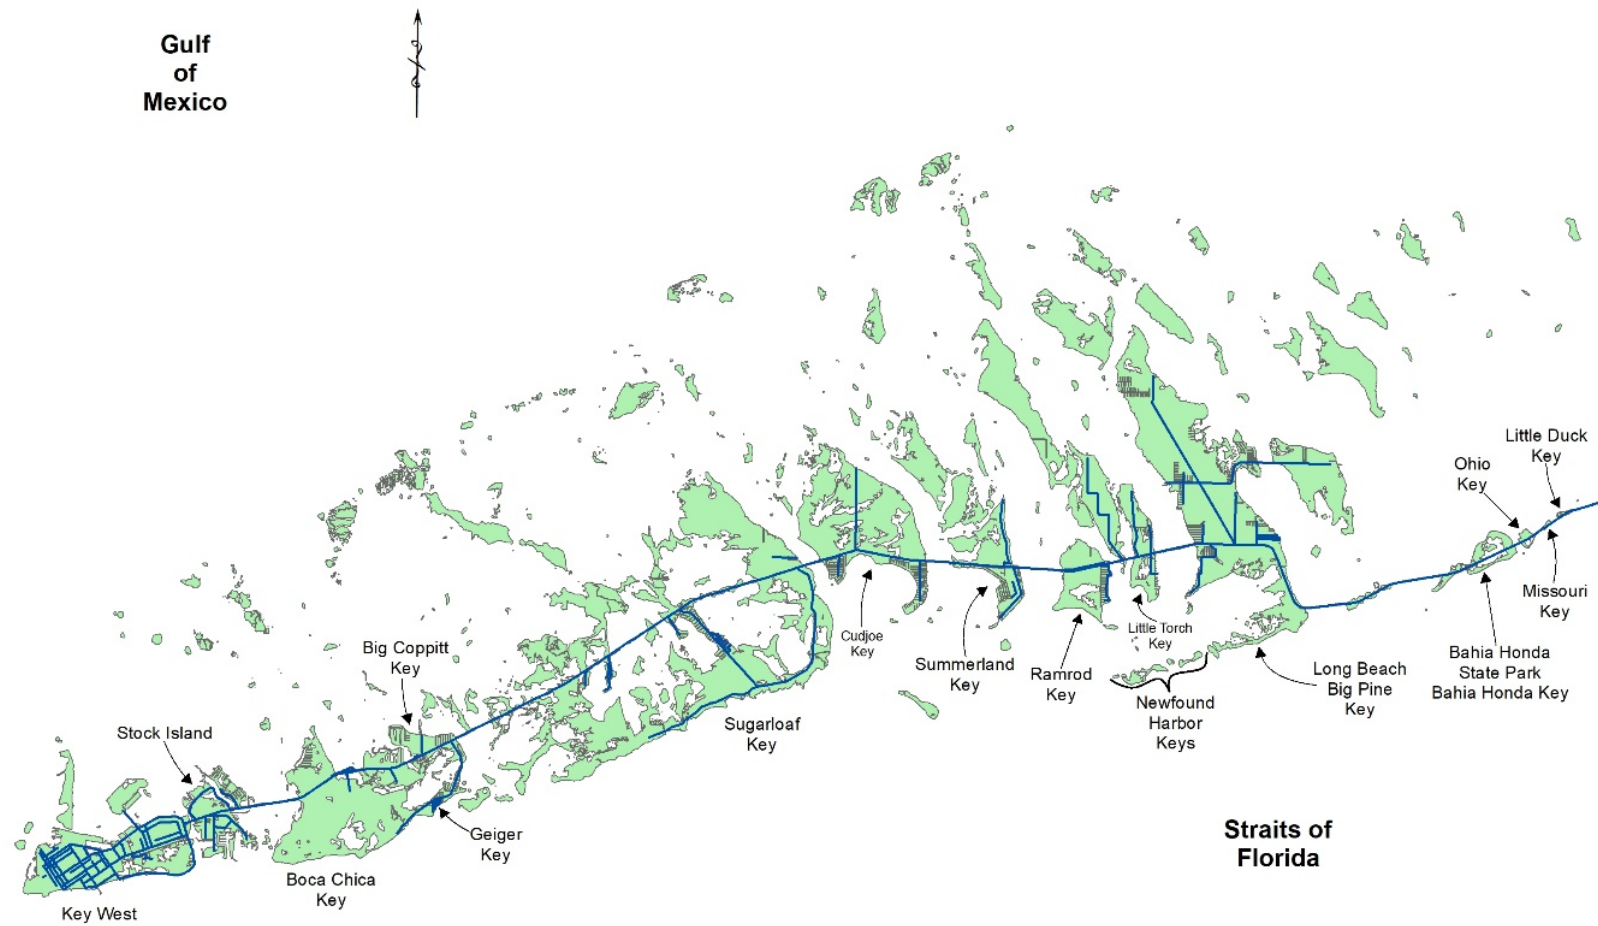 Gulf
of
Mexico
Little Duck
Key
Ohio
Key
Missouri
Key
Bahia Honda
State Park
Bahia Honda Key
Long Beach
Big Pine
Key
Little Torch
Key
Newfound
Harbor
Keys
Ramrod
Key
Summerland
Key
Cudjoe
Key
Sugarloaf
Key
Big Coppitt
Key
Stock Island
Geiger
Key
Boca Chica
Key
Key West
Straits of
Florida